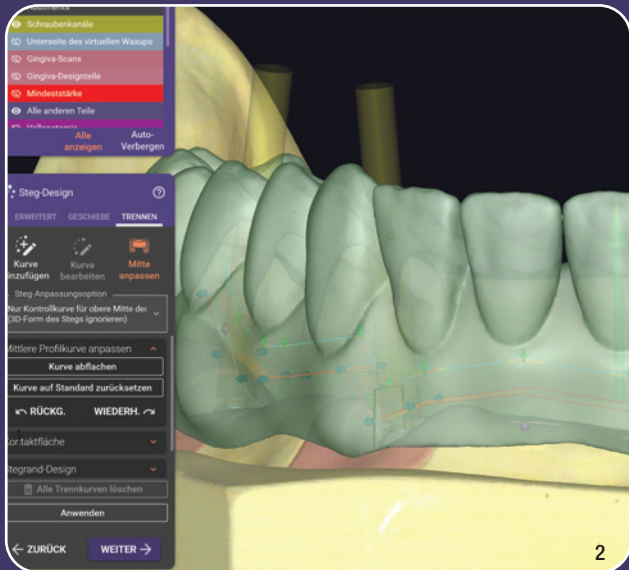 Schraubenkanäle
Unterseite des virtuellen Waxups
Gingiva-Scans
Gingiva-Designteile
Mindeststärke
Alle anderen Teile
Alle
anzeigen
Auto-
Verbergen
Steg-Design
ERWEITERT GESCHIEBE TRENNEN
Kurve
hinzufügen
Kurve
bearbeiten
Mitte
anpassen
Steg-Anpassungsoption
Nur Kontrollkurve für obere Mitte des
(3D-Form des Stegs ignorieren)
Mittlere Profilkurve anpassen
Kurve abflachen
Kurve auf Standard zurücksetzen
RÜCKG. WIEDERH.
Kontaktfläche
Stegrand-Design
Alle Trennkurven löschen
Anwenden
ZURÜCK WEITER
2